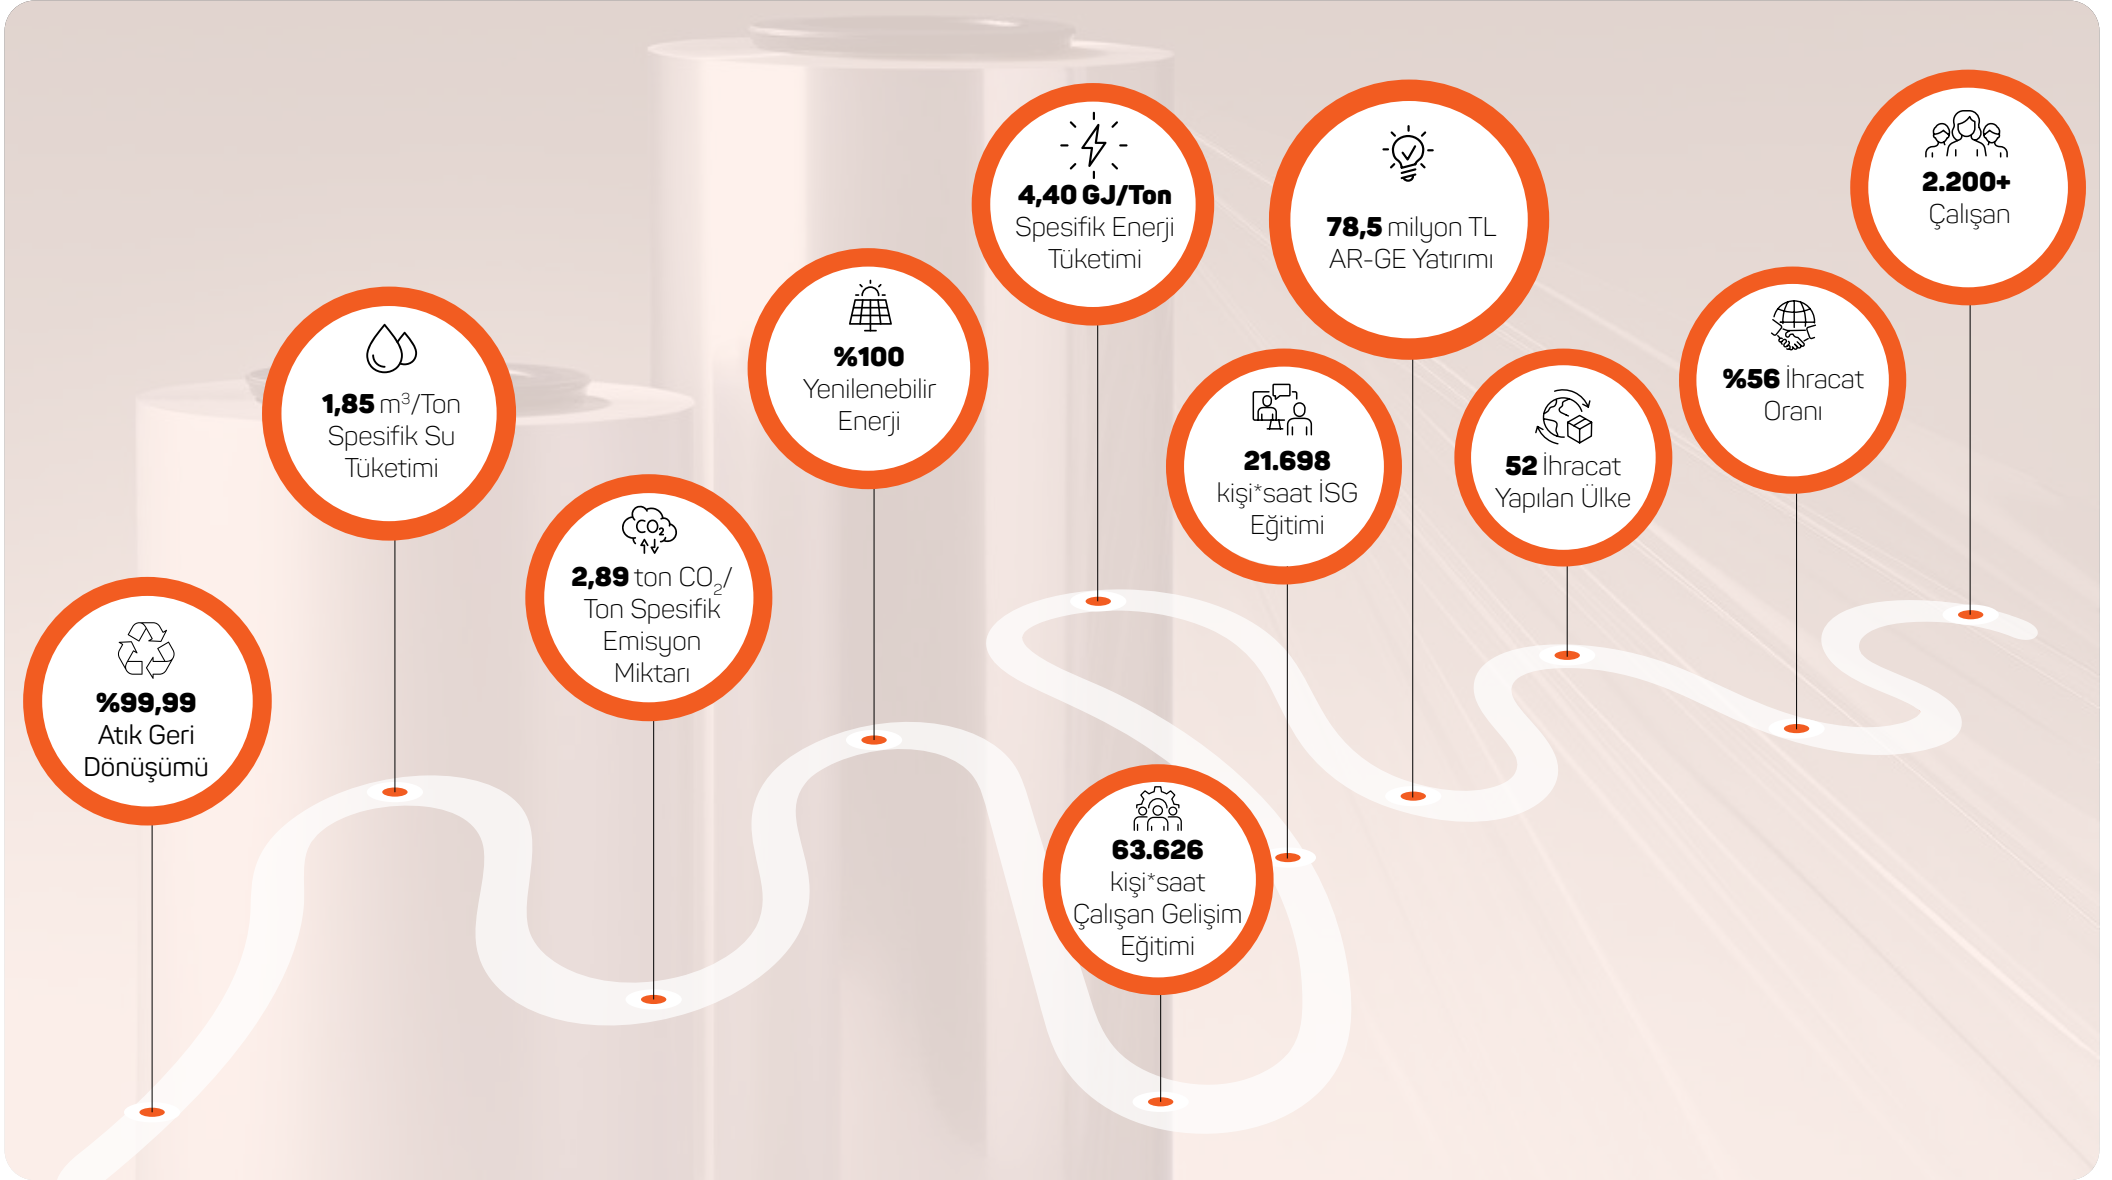 %99,99
Atık Geri
Dönüşümü
1,85 m³/Ton
Spesifik Su
Tüketimi
CO₂
2,89 ton CO₂/
Ton Spesifik
Emisyon
Miktarı
%100
Yenilenebilir
Enerji
4,40 GJ/Ton
Spesifik Enerji
Tüketimi
63.626
kişi*saat
Çalışan Gelişim
Eğitimi
21.698
kişi*saat İSG
Eğitimi
78,5 milyon TL
AR-GE Yatırımı
52 İhracat
Yapılan Ülke
%56 İhracat
Oranı
2.200+
Çalışan